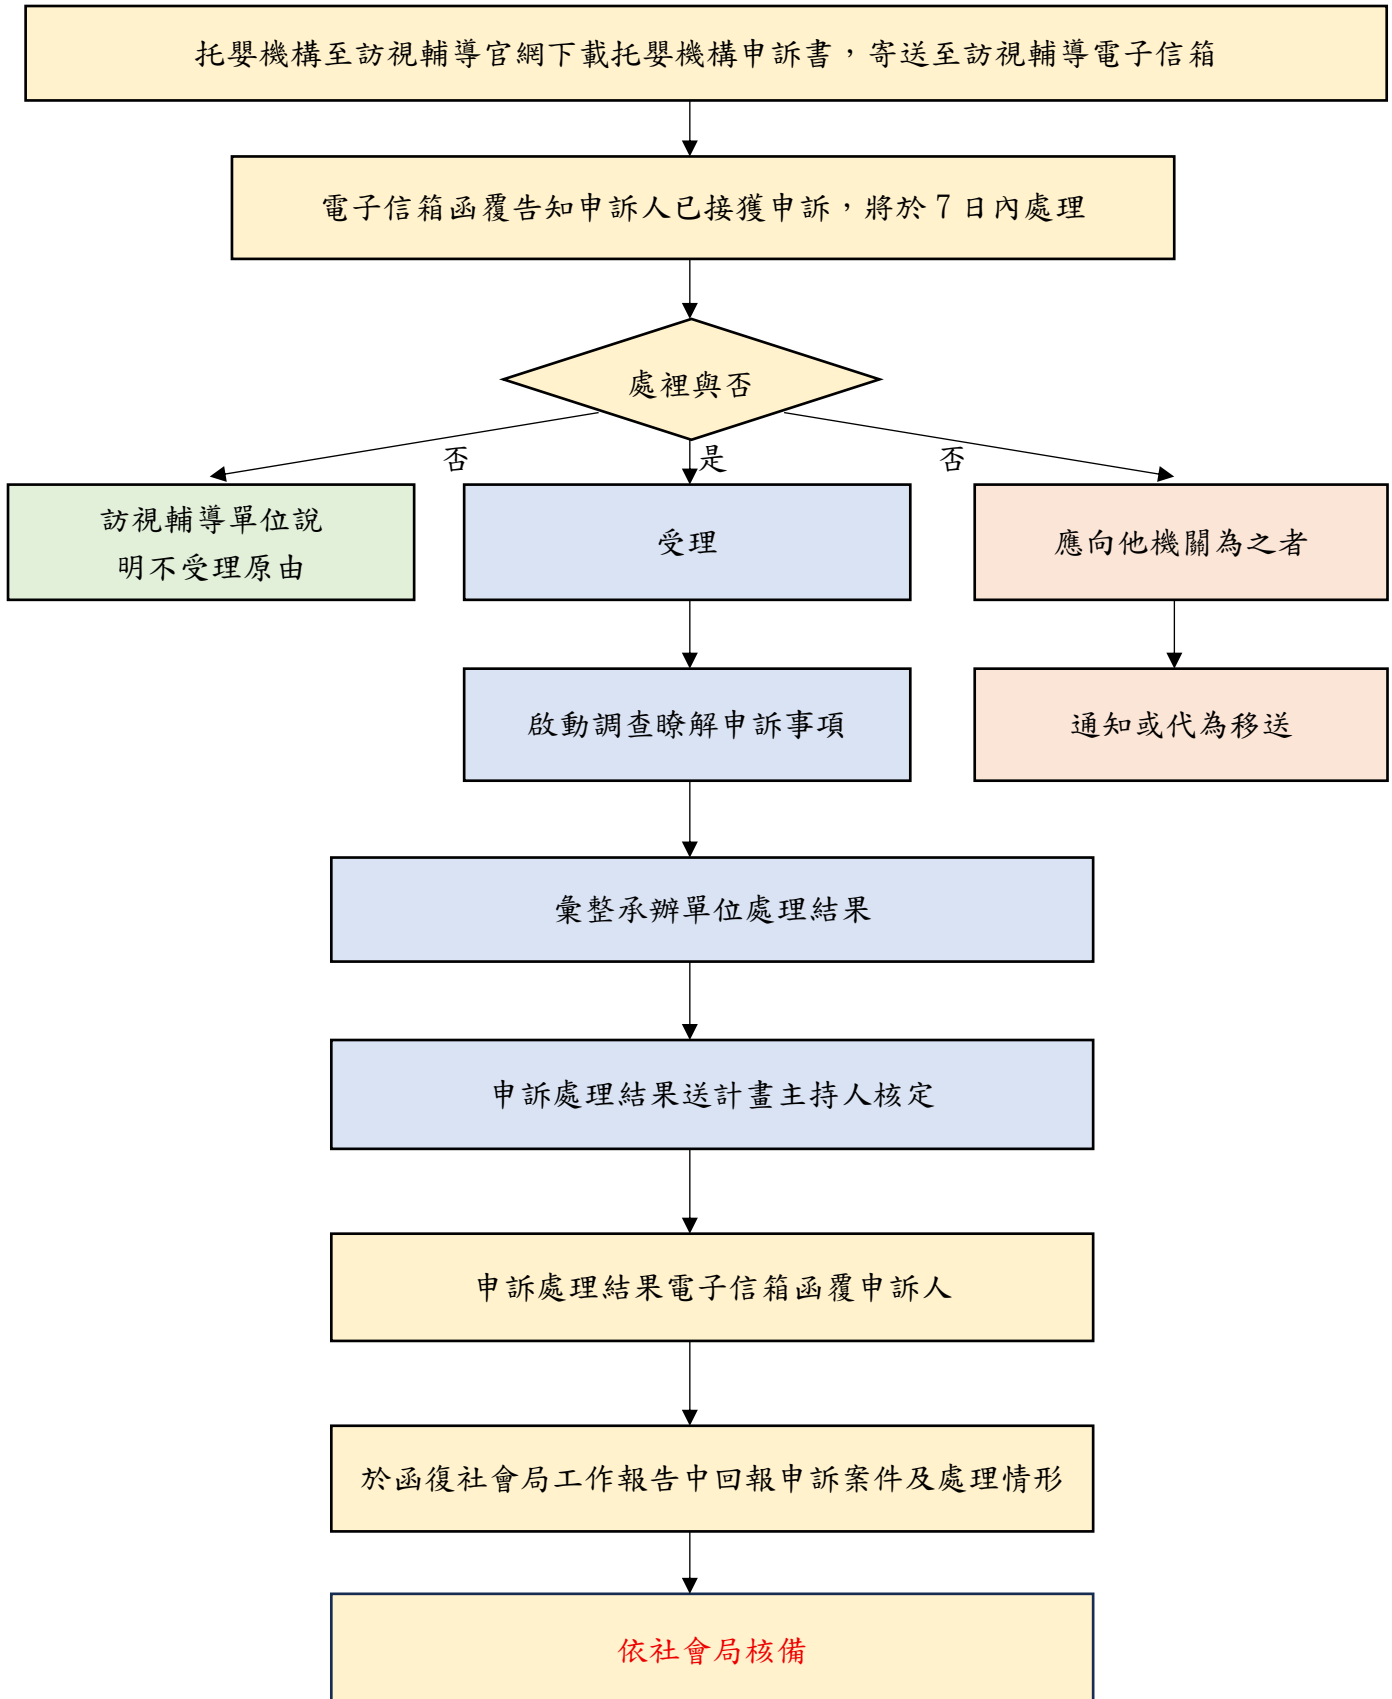 托嬰機構至訪視輔導官網下載托嬰機構申訴書，寄送至訪視輔導電子信箱
電子信箱函覆告知申訴人已接獲申訴，將於7日內處理
處裡與否
否
是
否
訪視輔導單位說
明不受理原由
受理
應向他機關為之者
啟動調查瞭解申訴事項
通知或代為移送
彙整承辦單位處理結果
申訴處理結果送計畫主持人核定
申訴處理結果電子信箱函覆申訴人
於函復社會局工作報告中回報申訴案件及處理情形
依社會局核備